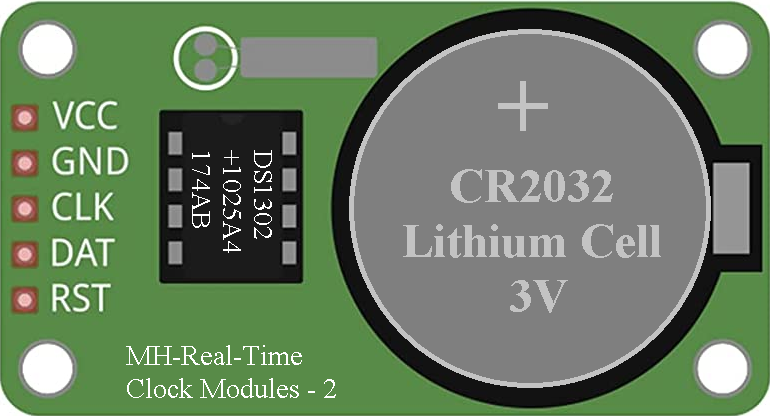 VCC
GND
CLK
DAT
RST
DS1302
+1025A4
174AB
+
CR2032
Lithium Cell
3V
MH-Real-Time
Clock Modules - 2